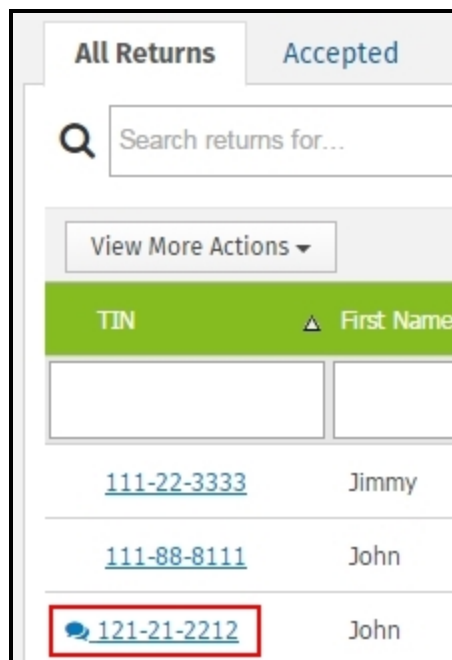 All Returns Accepted
Search returns for...
View More Actions
TIN First Name
111-22-3333 Jimmy
111-88-8111 John
121-21-2212 John